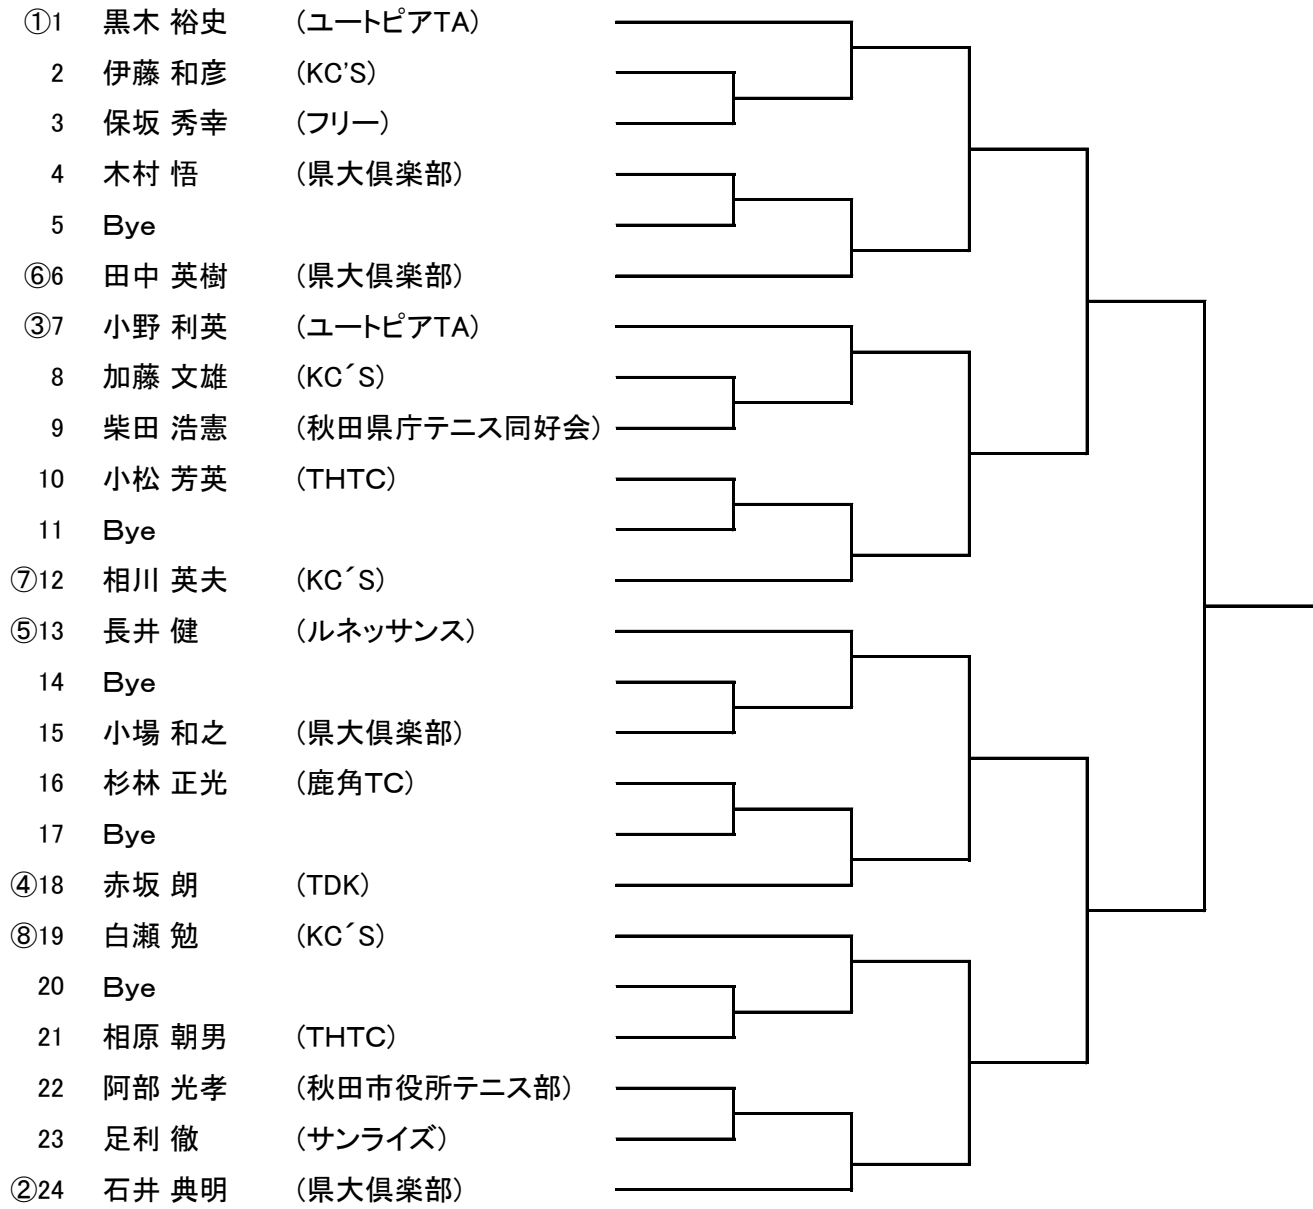 ①1 黒木 裕史 (ユートピアTA)
2 伊藤 和彦 (KC'S)
3 保坂 秀幸 (フリー)
4 木村 悟 (県大倶楽部)
5 Bye
⑥6 田中 英樹 (県大倶楽部)
③7 小野 利英 (ユートピアTA)
8 加藤 文雄 (KC´S)
9 柴田 浩憲 (秋田県庁テニス同好会)
10 小松 芳英 (THTC)
11 Bye
⑦12 相川 英夫 (KC´S)
⑤13 長井 健 (ルネッサンス)
14 Bye
15 小場 和之 (県大倶楽部)
16 杉林 正光 (鹿角TC)
17 Bye
④18 赤坂 朗 (TDK)
⑧19 白瀬 勉 (KC´S)
20 Bye
21 相原 朝男 (THTC)
22 阿部 光孝 (秋田市役所テニス部)
23 足利 徹 (サンライズ)
②24 石井 典明 (県大倶楽部)